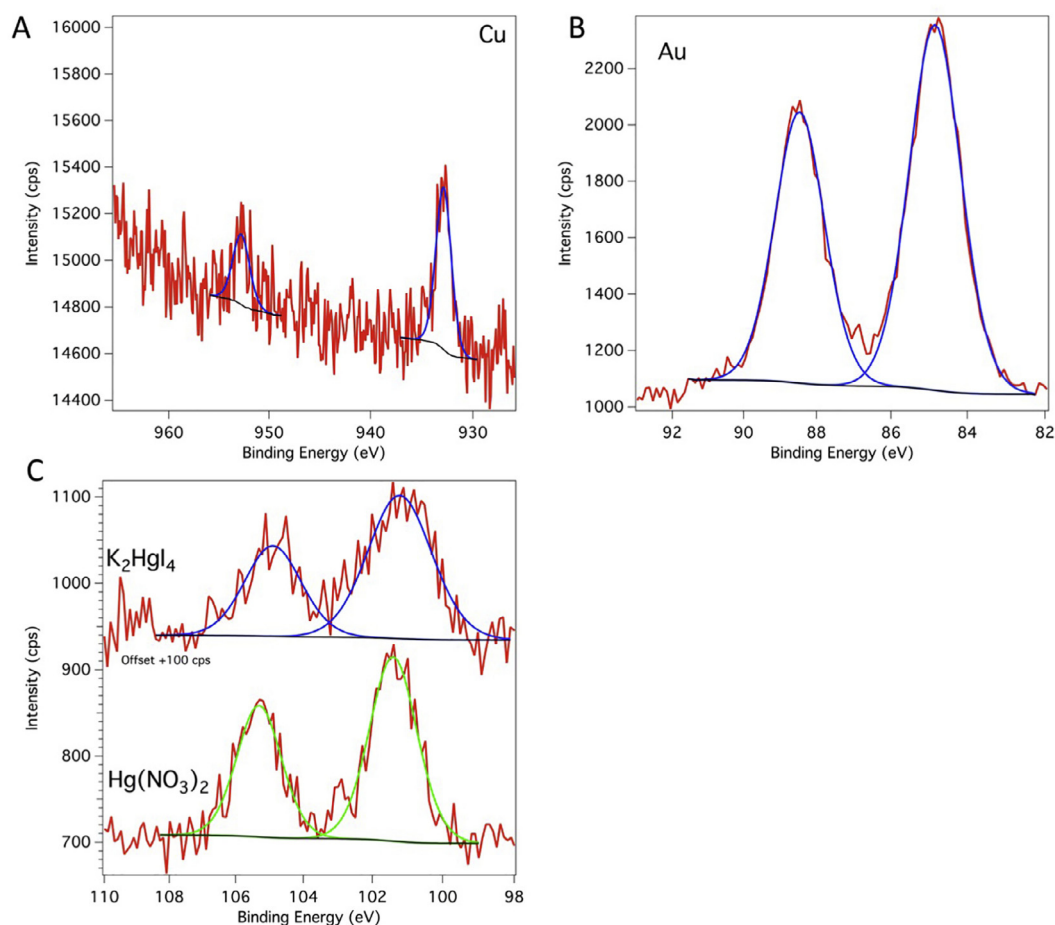 A
Cu
16000
15800
15600
15400
15200
15000
14800
14600
14400
Intensity (cps)
960
950
940
930
Binding Energy (eV)
B
Au
2200
2000
1800
1600
1400
1200
1000
Intensity (cps)
92
90
88
86
84
82
Binding Energy (eV)
C
K₂HgI₄
Offset +100 cps
Hg(NO₃)₂
1100
1000
900
800
700
Intensity (cps)
110
108
106
104
102
100
98
Binding Energy (eV)